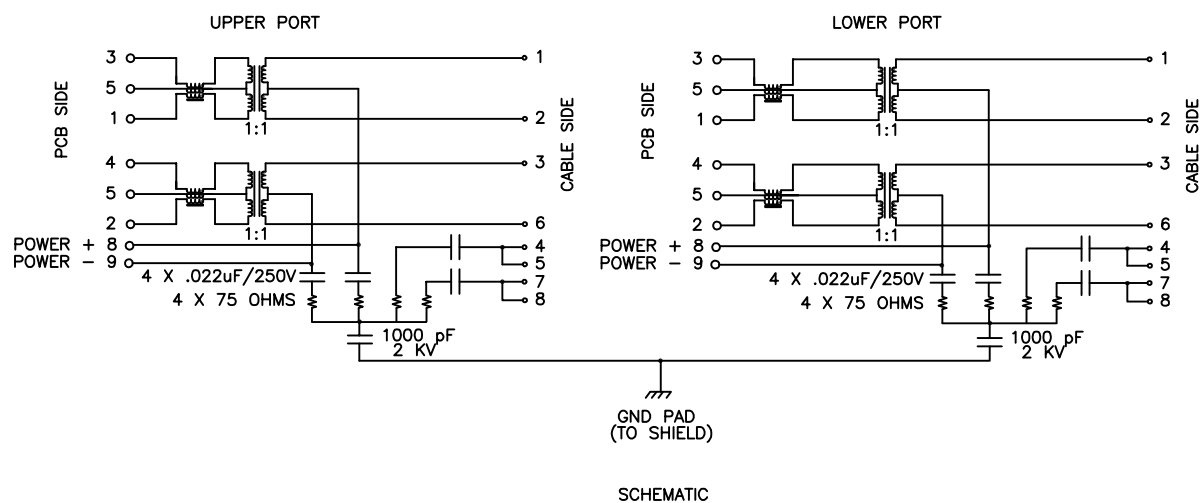 UPPER PORT
LOWER PORT
PCB SIDE
3
5
1
1:1
4
5
2
1:1
POWER + 8
POWER - 9
4 X .022uF/250V
4 X 75 OHMS
1000 pF
2 KV
1
2
3
6
4
5
7
8
CABLE SIDE
PCB SIDE
3
5
1
1:1
4
5
2
1:1
POWER + 8
POWER - 9
4 X .022uF/250V
4 X 75 OHMS
1000 pF
2 KV
1
2
3
6
4
5
7
8
CABLE SIDE
GND PAD
(TO SHIELD)
SCHEMATIC